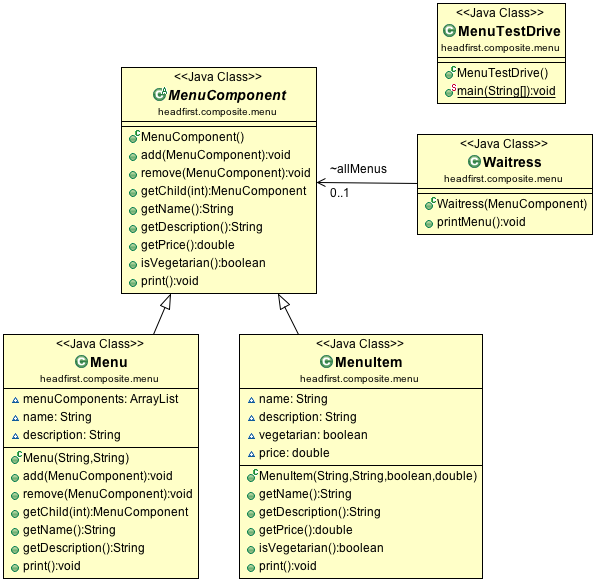 <<Java Class>>
MenuTestDrive
headfirst.composite.menu
MenuTestDrive()
main(String[]):void
<<Java Class>>
MenuComponent
headfirst.composite.menu
MenuComponent()
add(MenuComponent):void
remove(MenuComponent):void
getChild(int):MenuComponent
getName():String
getDescription():String
getPrice():double
isVegetarian():boolean
print():void
~allMenus
0..1
<<Java Class>>
Waitress
headfirst.composite.menu
Waitress(MenuComponent)
printMenu():void
<<Java Class>>
Menu
headfirst.composite.menu
menuComponents: ArrayList
name: String
description: String
Menu(String,String)
add(MenuComponent):void
remove(MenuComponent):void
getChild(int):MenuComponent
getName():String
getDescription():String
print():void
<<Java Class>>
MenuItem
headfirst.composite.menu
name: String
description: String
vegetarian: boolean
price: double
MenuItem(String,String,boolean,double)
getName():String
getDescription():String
getPrice():double
isVegetarian():boolean
print():void